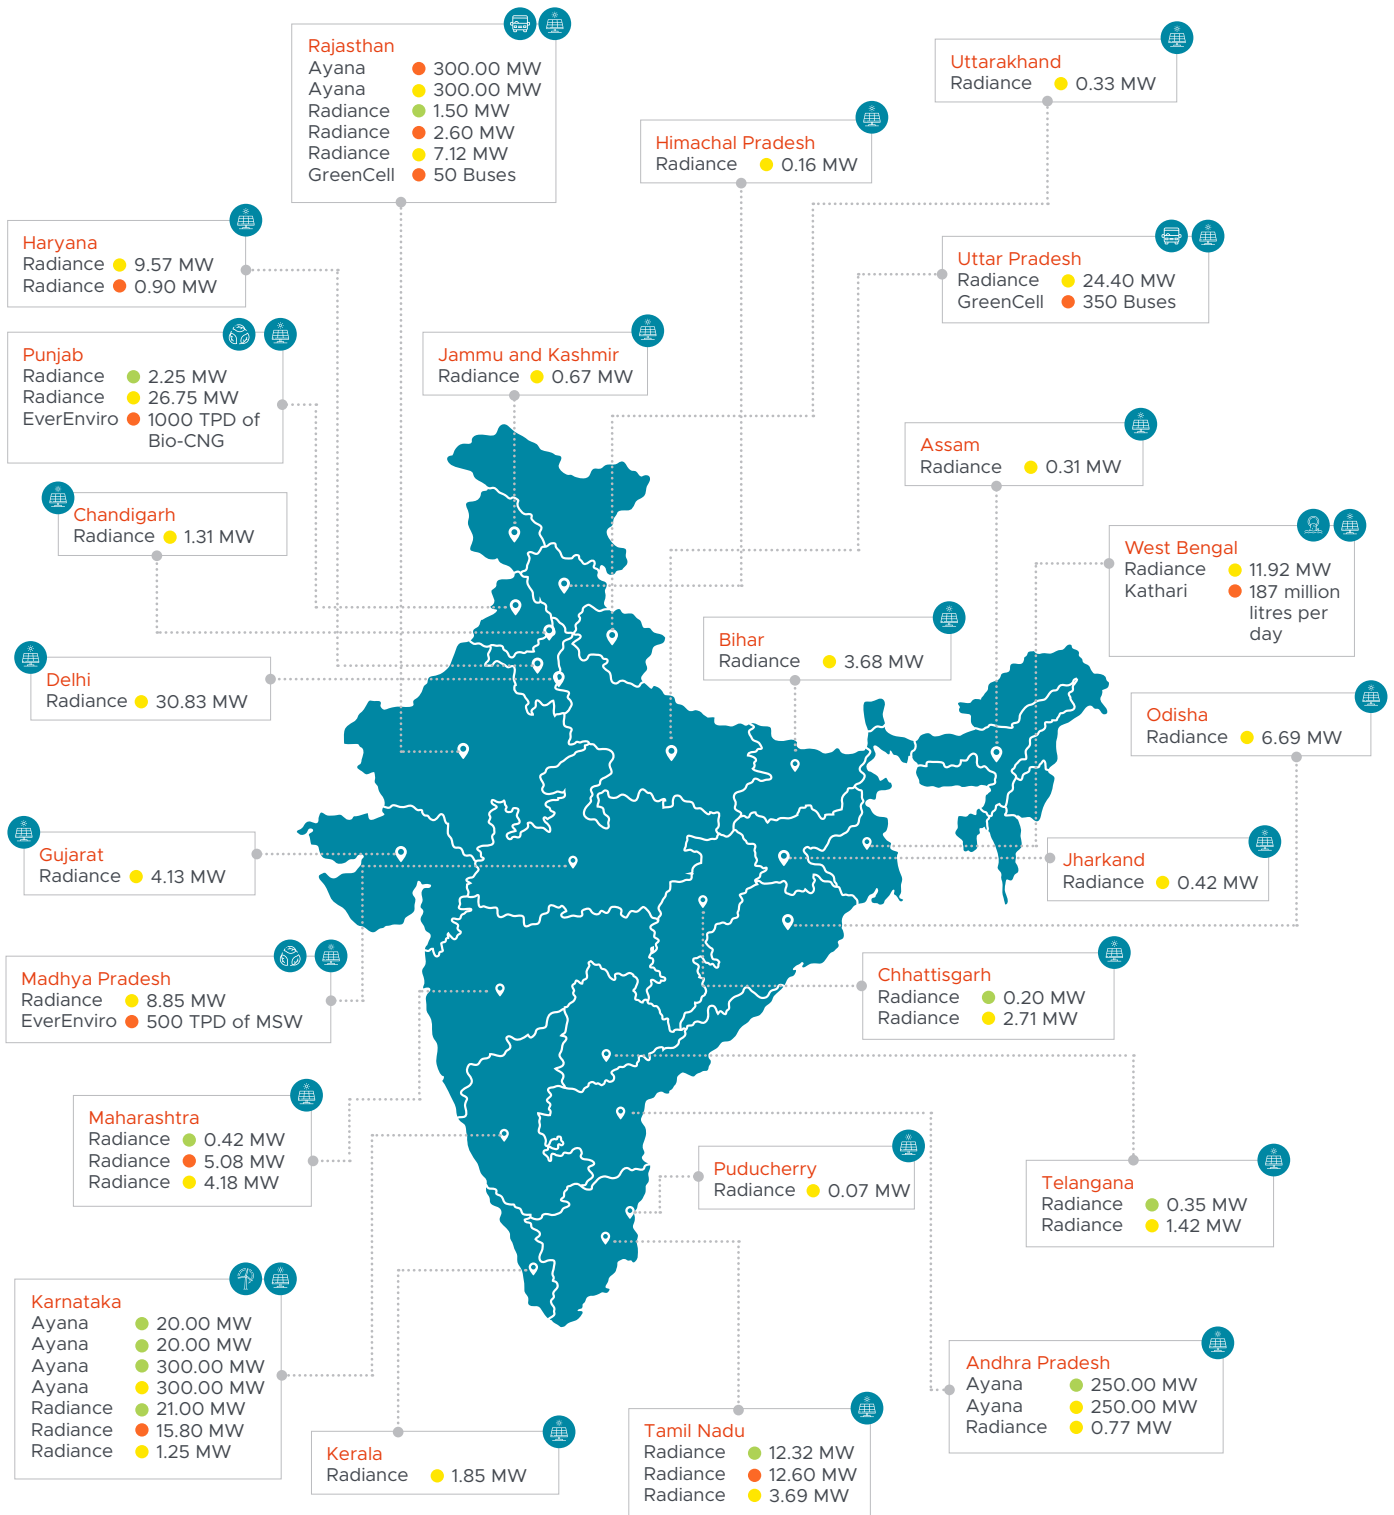 Rajasthan
Ayana 300.00 MW
Ayana 300.00 MW
Radiance 1.50 MW
Radiance 2.60 MW
Radiance 7.12 MW
GreenCell 50 Buses
Uttarakhand
Radiance 0.33 MW
Himachal Pradesh
Radiance 0.16 MW
Haryana
Radiance 9.57 MW
Radiance 0.90 MW
Uttar Pradesh
Radiance 24.40 MW
GreenCell 350 Buses
Punjab
Radiance 2.25 MW
Radiance 26.75 MW
EverEnviro 1000 TPD of
Bio-CNG
Jammu and Kashmir
Radiance 0.67 MW
Assam
Radiance 0.31 MW
Chandigarh
Radiance 1.31 MW
West Bengal
Radiance 11.92 MW
Kathari 187 million
litres per
day
Bihar
Radiance 3.68 MW
Delhi
Radiance 30.83 MW
Odisha
Radiance 6.69 MW
Gujarat
Radiance 4.13 MW
Jharkand
Radiance 0.42 MW
Madhya Pradesh
Radiance 8.85 MW
EverEnviro 500 TPD of MSW
Chhattisgarh
Radiance 0.20 MW
Radiance 2.71 MW
Maharashtra
Radiance 0.42 MW
Radiance 5.08 MW
Radiance 4.18 MW
Puducherry
Radiance 0.07 MW
Telangana
Radiance 0.35 MW
Radiance 1.42 MW
Karnataka
Ayana 20.00 MW
Ayana 20.00 MW
Ayana 300.00 MW
Ayana 300.00 MW
Radiance 21.00 MW
Radiance 15.80 MW
Radiance 1.25 MW
Andhra Pradesh
Ayana 250.00 MW
Ayana 250.00 MW
Radiance 0.77 MW
Kerala
Radiance 1.85 MW
Tamil Nadu
Radiance 12.32 MW
Radiance 12.60 MW
Radiance 3.69 MW